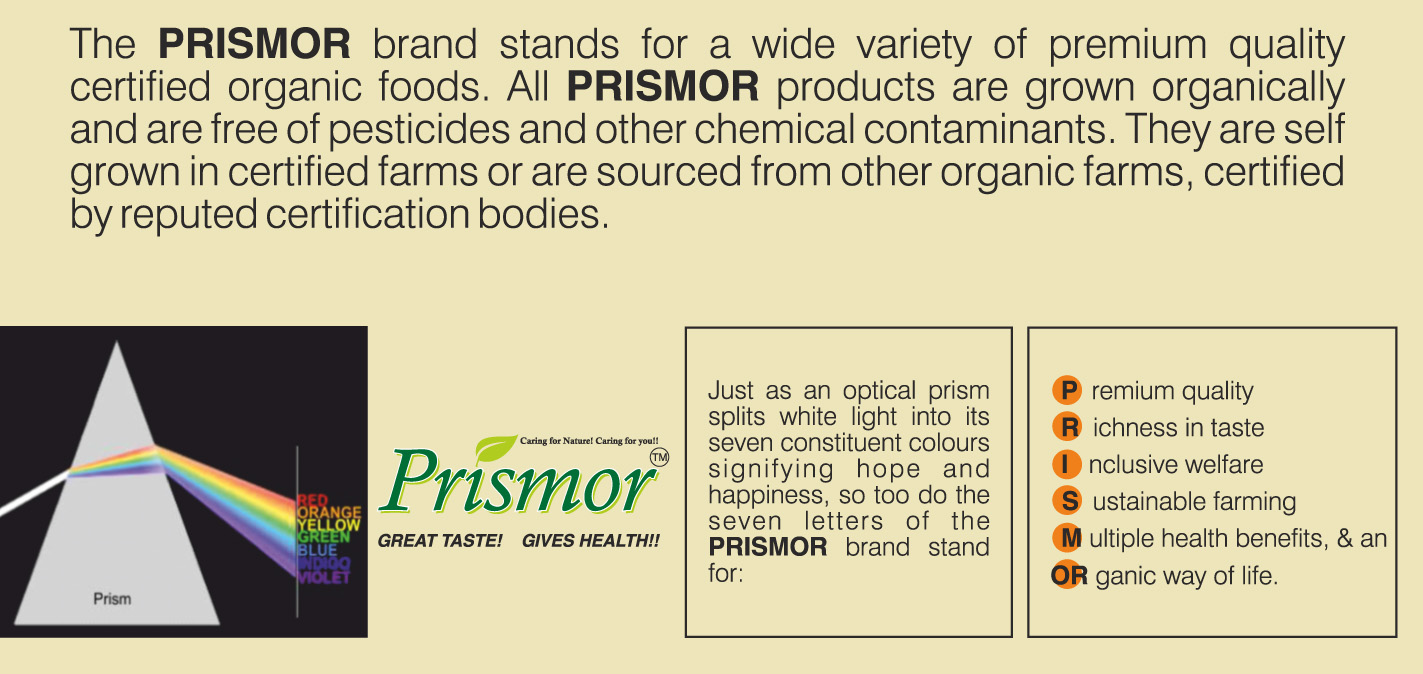 The PRISMOR brand stands for a wide variety of premium quality
certified organic foods. All PRISMOR products are grown organically
and are free of pesticides and other chemical contaminants. They are self
grown in certified farms or are sourced from other organic farms, certified
by reputed certification bodies.
RED
ORANGE
YELLOW
GREEN
BLUE
INDIGO
VIOLET
Prism
Caring for Nature! Caring for you!!
Prismor TM
GREAT TASTE! GIVES HEALTH!!
Just as an optical prism
splits white light into its
seven constituent colours
signifying hope and
happiness, so too do the
seven letters of the
PRISMOR brand stand
for:
P remium quality
R ichness in taste
I nclusive welfare
S ustainable farming
M ultiple health benefits, & an
OR ganic way of life.